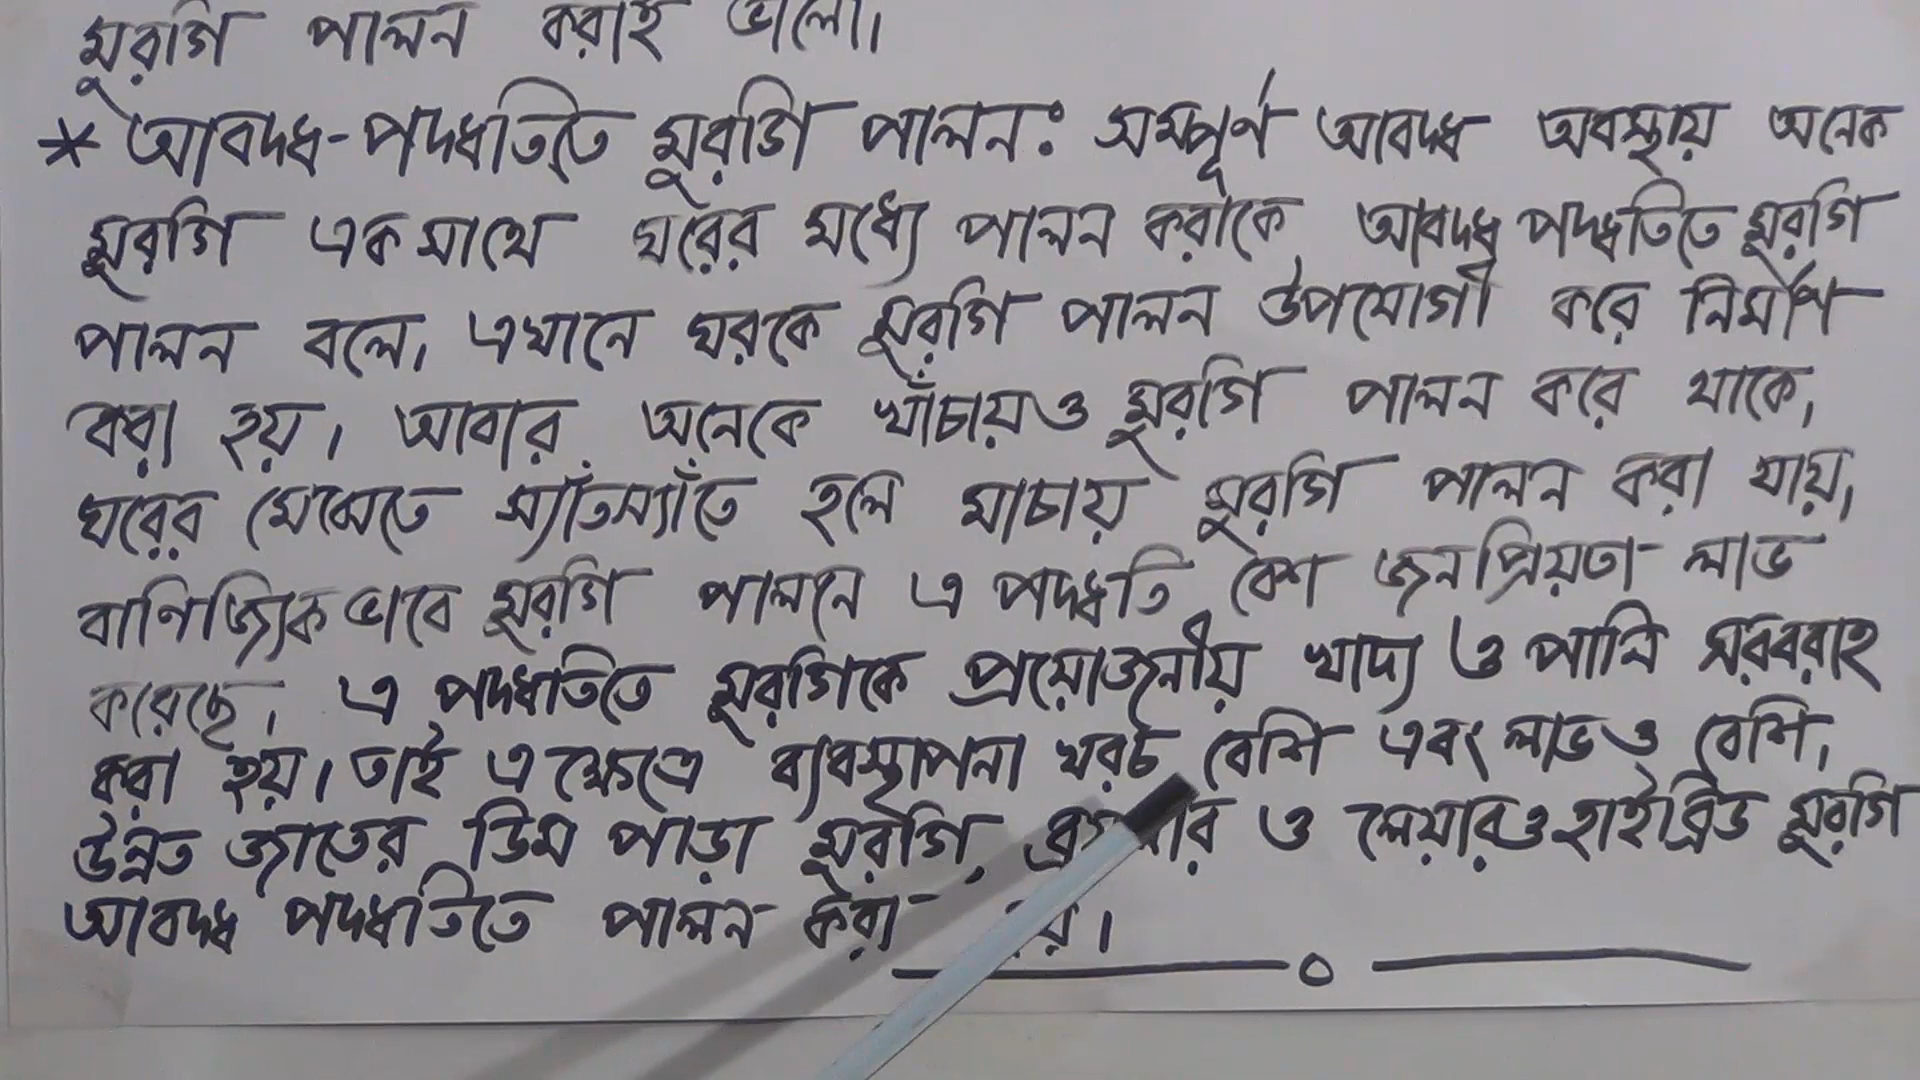 মুরগি পালন করাই ভালো।
* আবদ্ধ-পদ্ধতিতে মুরগি পালন: সম্পূর্ণ আবদ্ধ অবস্থায় অনেক
মুরগি একসাথে ঘরের মধ্যে পালন করাকে আবদ্ধ পদ্ধতিতে মুরগি
পালন বলে। এখানে ঘরকে মুরগি পালন উপযোগী করে নির্মাণ
করা হয়। আবার অনেকে খাঁচায়ও মুরগি পালন করে থাকে।
ঘরের মেঝেতে স্যাঁতস্যাঁতে হলে মাচায় মুরগি পালন করা যায়।
বাণিজ্যিকভাবে মুরগি পালনে এ পদ্ধতি বেশ জনপ্রিয়তা লাভ
করেছে। এ পদ্ধতিতে মুরগিকে প্রয়োজনীয় খাদ্য ও পানি সরবরাহ
করা হয়। তাই এ ক্ষেত্রে ব্যবস্থাপনা খরচ বেশি এবং লাভও বেশি।
উন্নত জাতের ডিম পাড়া মুরগি, ও লেয়ারও হাইব্রিড মুরগি
আবদ্ধ পদ্ধতিতে পালন করা